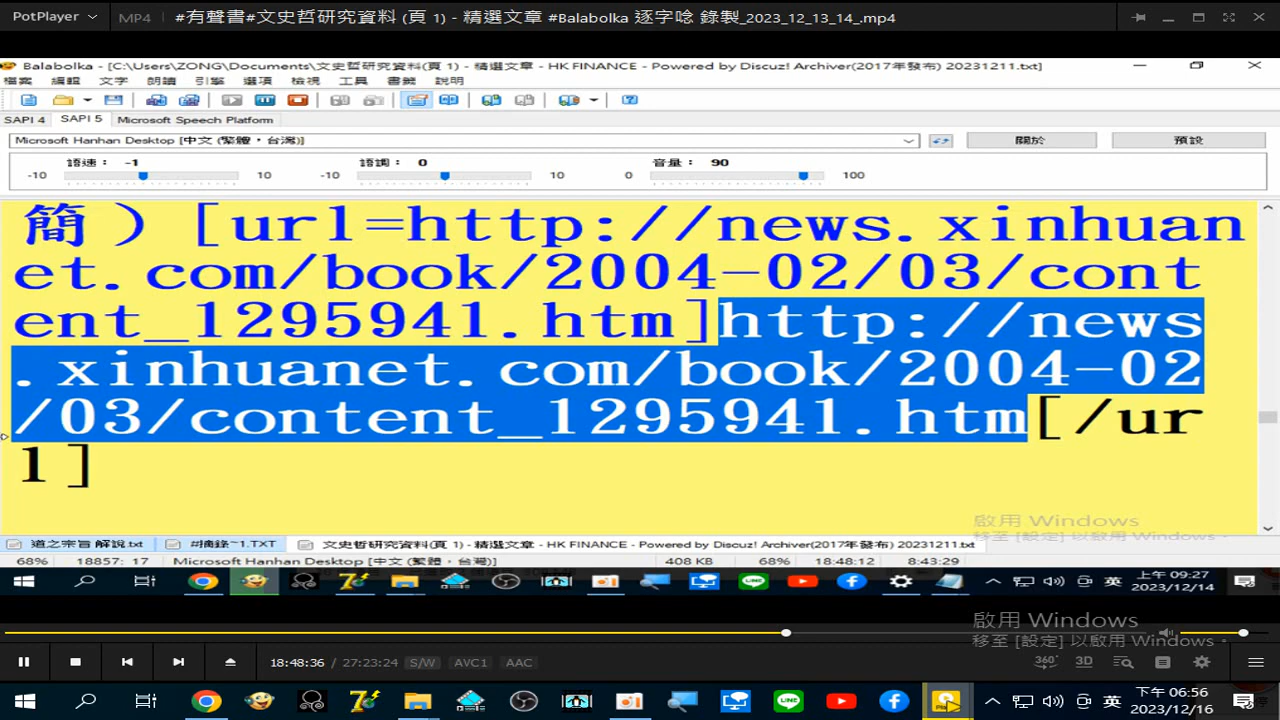 PotPlayer MP4 #有聲書#文史哲研究資料 (頁 1) - 精選文章 #Balabolka 逐字唸 錄製_2023_12_13_14_.mp4
Balabolka - [C:\Users\ZONG\Documents\文史哲研究資料(頁 1) - 精選文章 - HK FINANCE - Powered by Discuz! Archiver(2017年發布) 20231211.txt]
檔案 編輯 文字 朗讀 引擎 選項 檢視 工具 書籤 說明
SAPI 4 SAPI 5 Microsoft Speech Platform
Microsoft Hanhan Desktop [中文 (繁體，台灣)] 關於 預設
語速： -1 語調： 0 音量： 90
-10 10 -10 10 0 100
簡）[url=http://news.xinhuan
et.com/book/2004-02/03/cont
ent_1295941.htm]http://news
.xinhuanet.com/book/2004-02
/03/content_1295941.htm[/ur
l]
啟用 Windows
移至 [設定] 以啟用 Windows。
道之宗旨 解說.txt #摘錄~1.TXT 文史哲研究資料(頁 1) - 精選文章 - HK FINANCE - Powered by Discuz! Archiver(2017年發布) 20231211.txt
68% 18857: 17 Microsoft Hanhan Desktop [中文 (繁體，台灣)] 408 KB 68% 18:48:12 8:43:29
英 上午 09:27
2023/12/14
啟用 Windows
移至 [設定] 以啟用 Windows。
18:48:36 / 27:23:24 S/W AVC1 AAC 360° 3D
英 下午 06:56
2023/12/16